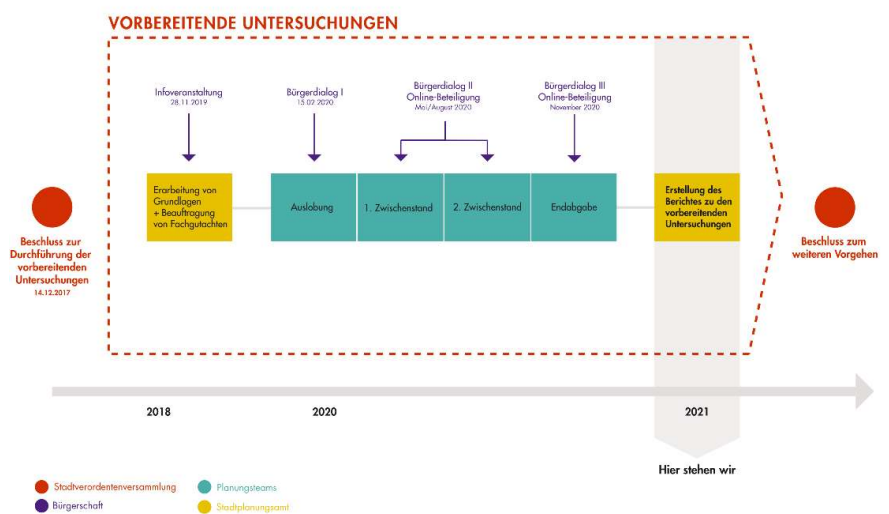 VORBEREITENDE UNTERSUCHUNGEN
Infoveranstaltung
28.11 2019
Bürgerdialog I
15 02 2020
Bürgerdialog II
Online-Beteiligung
Mai/August 2020
Bürgerdialog III
Online-Beteiligung
November 2020
Erarbeitung von
Grundlagen
+ Beauftragung
von Fachgutachten
Auslobung
1. Zwischenstand
2. Zwischenstand
Endabgabe
Erstellung des
Berichtes zu den
vorbereitenden
Untersuchungen
Beschluss zur
Durchführung der
vorbereitenden
Untersuchungen
14.12.2017
Beschluss zum
weiteren Vorgehen
2018
2020
2021
Hier stehen wir
Stadtverordentenversammlung
Bürgerschaft
Planungsteams
Stadtplanungsamt